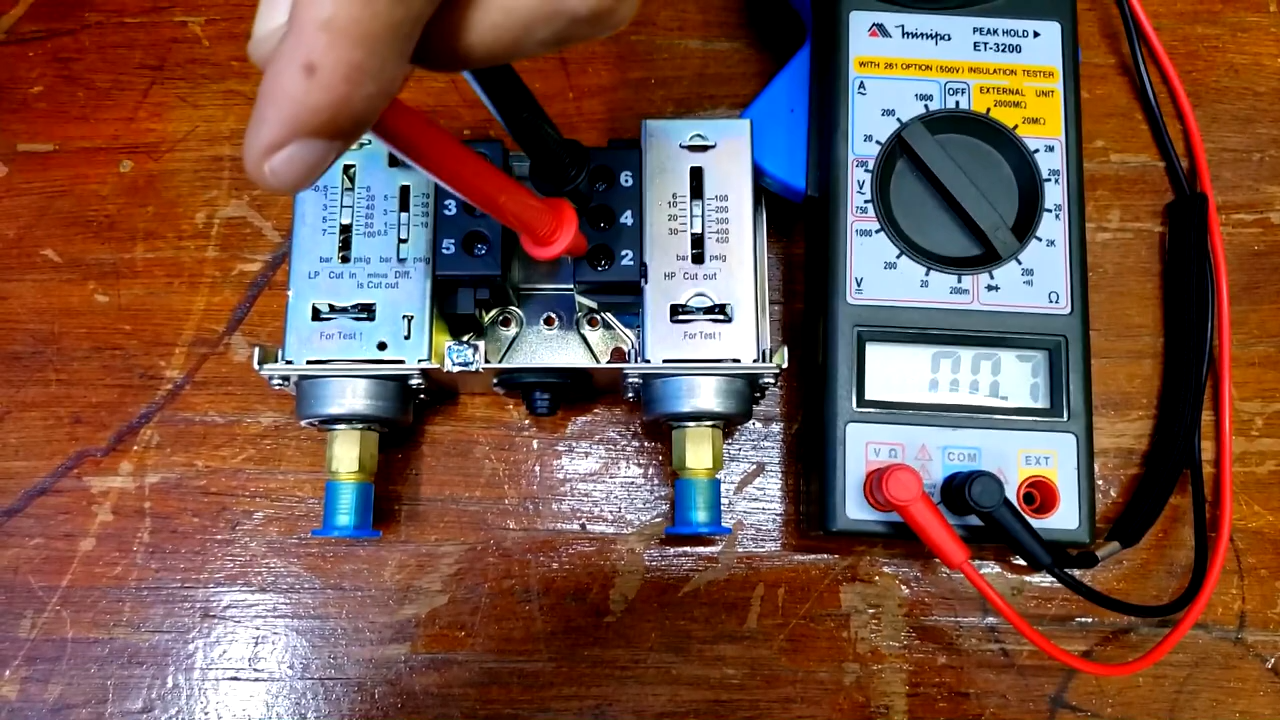 Minipa
PEAK HOLD ▶
ET-3200
WITH 261 OPTION (500V) INSULATION TESTER
A
~
1000
OFF
EXTERNAL UNIT
2000MΩ
20MΩ
200
20
200
V
~
750
1000
200
20
200m
V
2M
200
K
20
K
2K
200
Ω
-0.5
1
3
5
7
0
20
40
60
80
100
5
3
1
0.5
70
30
10
bar
psig
bar
psig
LP Cut in minus Diff.
is Cut out
For Test ↑
3
5
6
4
2
6
10
20
30
100
200
300
400
450
bar
psig
HP Cut out
For Test ↑
00.7
V Ω
COM
EXT